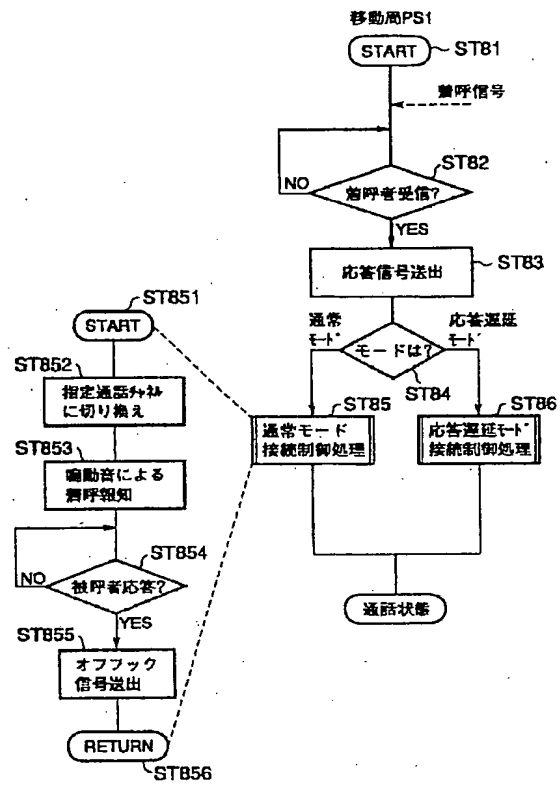 移動局PS1
START
ST81
着呼信号
ST82
NO
着呼者受信?
YES
応答信号送出
ST83
通常
モード
応答遅延
モード
モードは?
ST84
ST85
通常モード
接続制御処理
ST86
応答遅延モード
接続制御処理
通話状態
ST851
START
ST852
指定通話チャネル
に切り換え
ST853
鳴動音による
着呼報知
ST854
NO
被呼者応答?
YES
ST855
オフフック
信号送出
RETURN
ST856